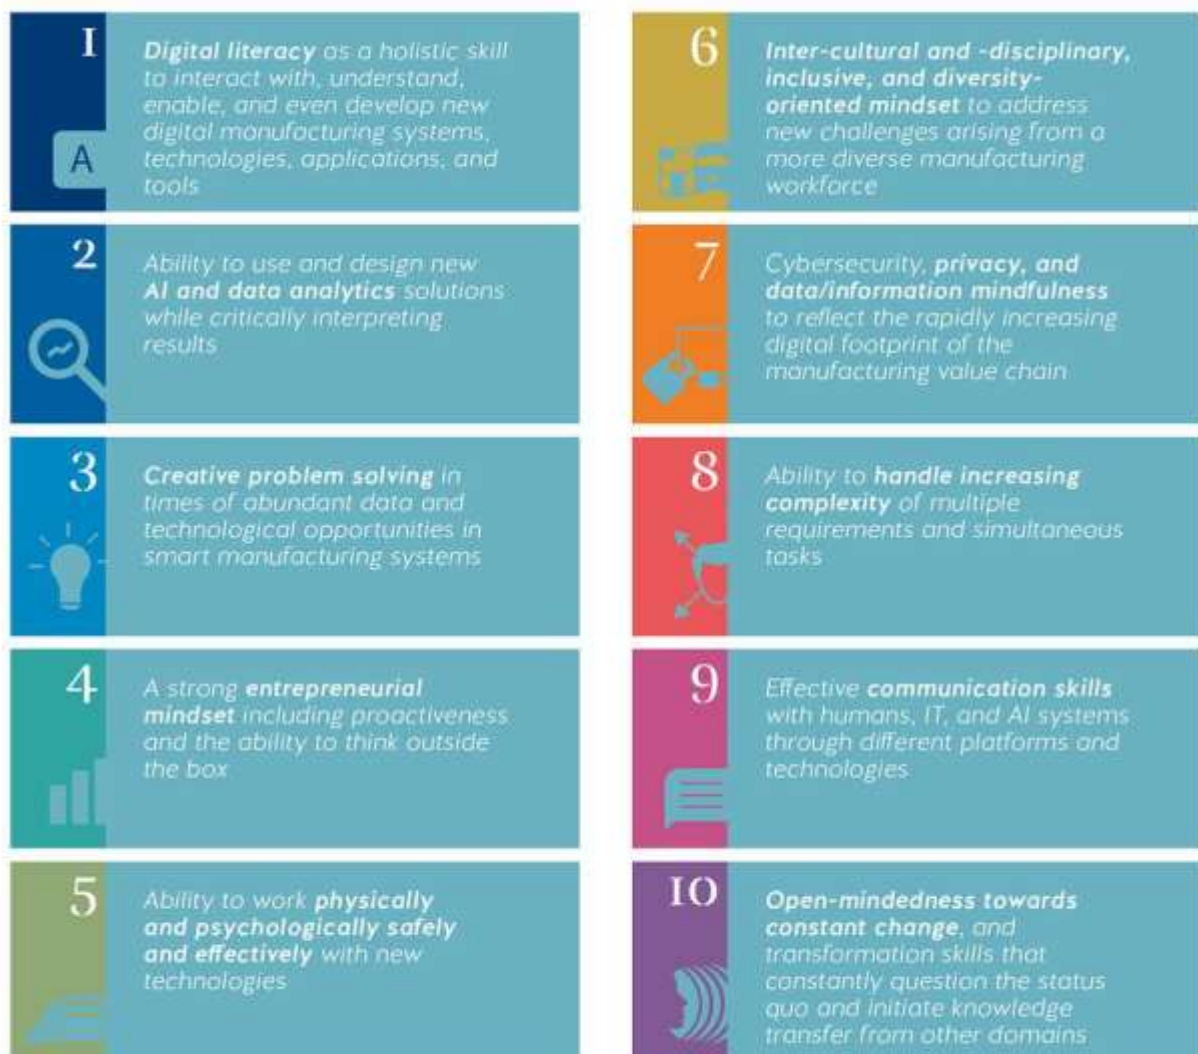 1
Digital literacy as a holistic skill
to interact with, understand,
enable, and even develop new
digital manufacturing systems,
technologies, applications, and
tools
A
2
Ability to use and design new
AI and data analytics solutions
while critically interpreting
results
3
Creative problem solving in
times of abundant data and
technological opportunities in
smart manufacturing systems
4
A strong entrepreneurial
mindset including proactiveness
and the ability to think outside
the box
5
Ability to work physically
and psychologically safely
and effectively with new
technologies
6
Inter-cultural and -disciplinary,
inclusive, and diversity-
oriented mindset to address
new challenges arising from a
more diverse manufacturing
workforce
7
Cybersecurity, privacy, and
data/information mindfulness
to reflect the rapidly increasing
digital footprint of the
manufacturing value chain
8
Ability to handle increasing
complexity of multiple
requirements and simultaneous
tasks
9
Effective communication skills
with humans, IT, and AI systems
through different platforms and
technologies
10
Open-mindedness towards
constant change, and
transformation skills that
constantly question the status
quo and initiate knowledge
transfer from other domains